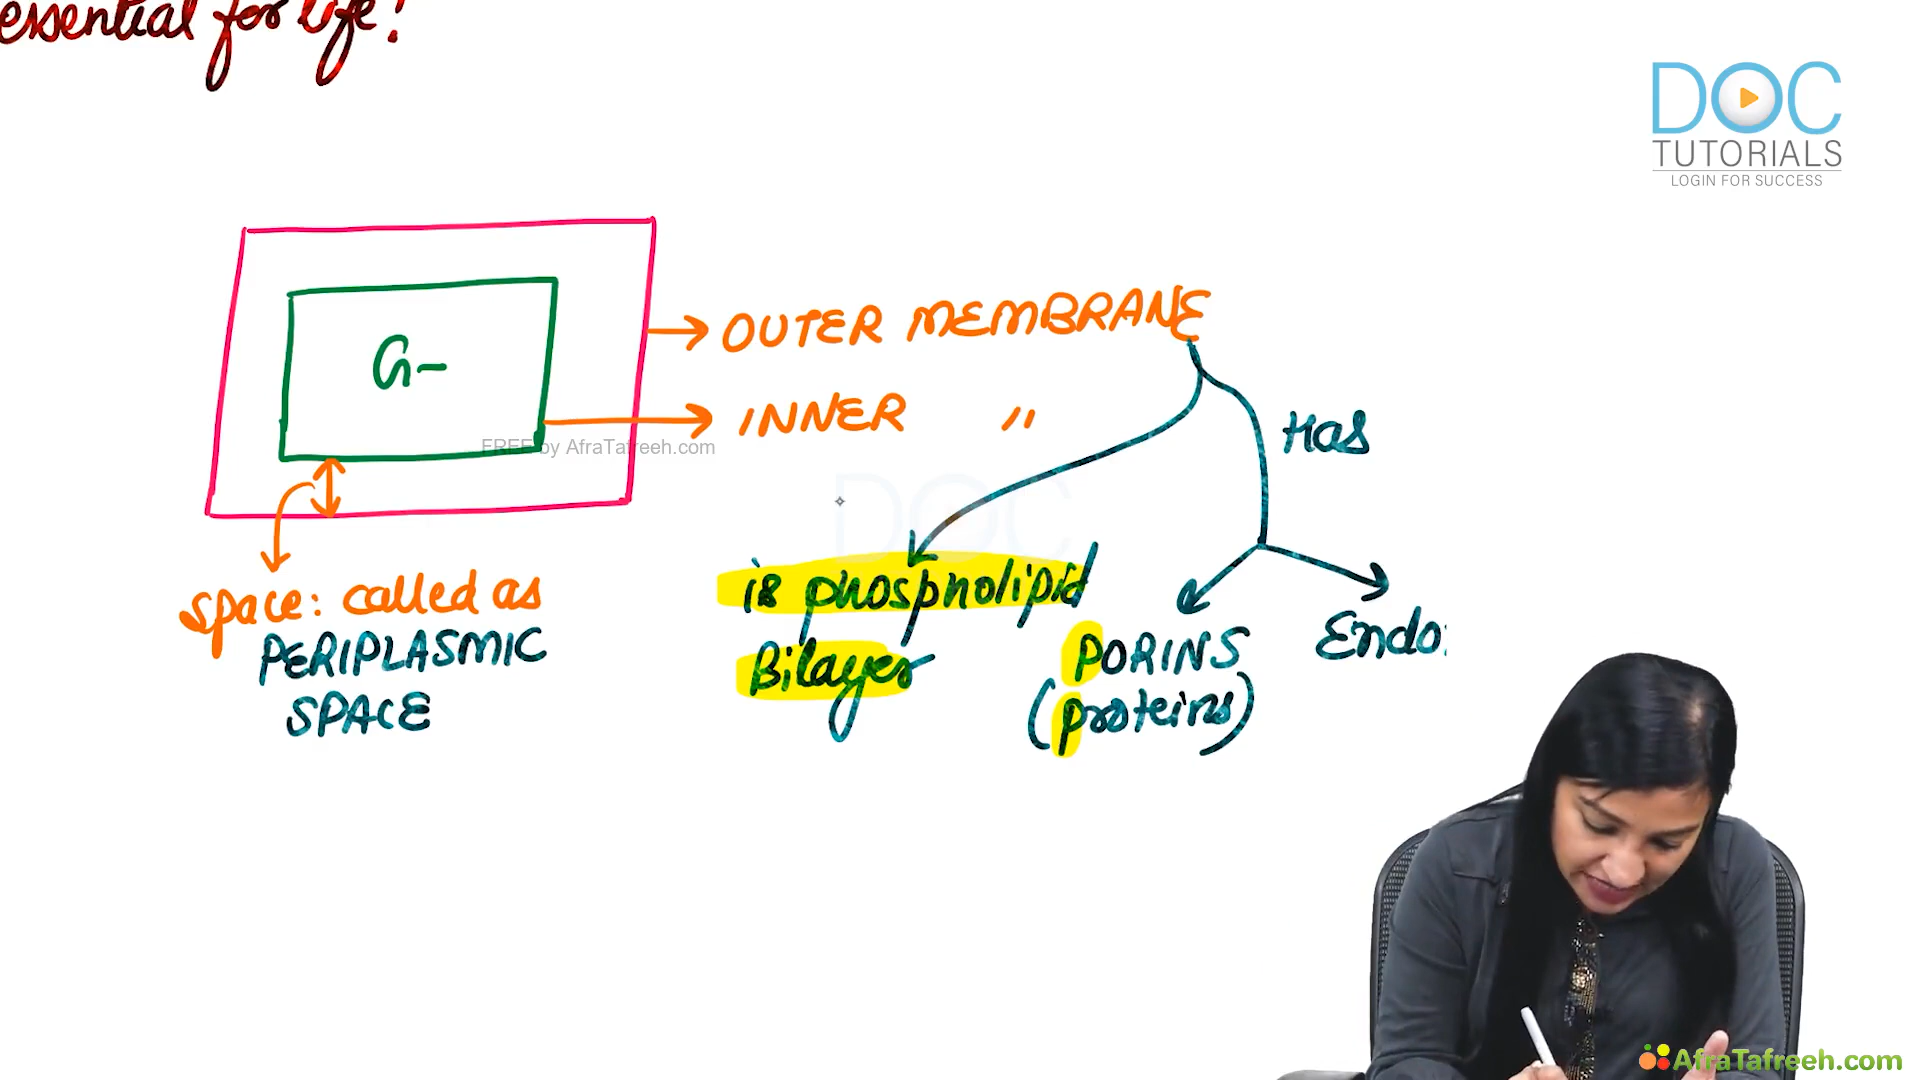 essential for life!
DOC
TUTORIALS
LOGIN FOR SUCCESS
G-
OUTER MEMBRANE
INNER "
Has
FREE by AfraTafreeh.com
DOC
space: called as
PERIPLASMIC
SPACE
is phospholipid
Bilayer
PORINS
(proteins)
Endo
AfraTafreeh.com